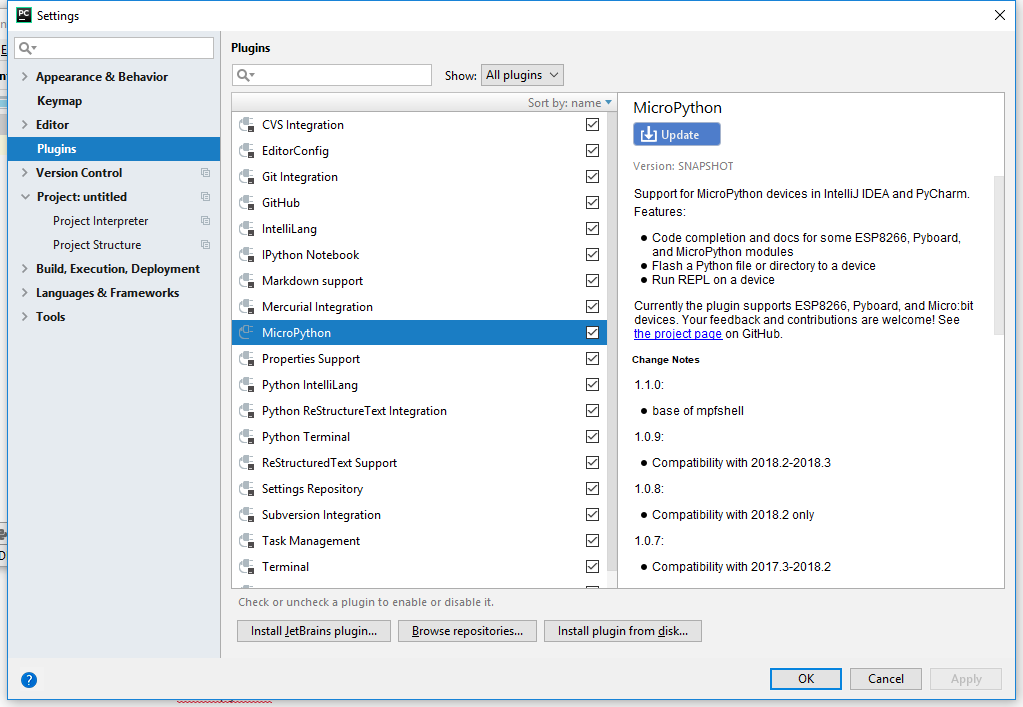 PC Settings
Appearance & Behavior
Keymap
Editor
Plugins
Version Control
Project: untitled
Project Interpreter
Project Structure
Build, Execution, Deployment
Languages & Frameworks
Tools
Plugins
Show: All plugins
Sort by: name
CVS Integration
EditorConfig
Git Integration
GitHub
IntelliLang
IPython Notebook
Markdown support
Mercurial Integration
MicroPython
Properties Support
Python IntelliLang
Python ReStructureText Integration
Python Terminal
ReStructuredText Support
Settings Repository
Subversion Integration
Task Management
Terminal
Check or uncheck a plugin to enable or disable it.
Install JetBrains plugin...
Browse repositories...
Install plugin from disk...
MicroPython
Update
Version: SNAPSHOT
Support for MicroPython devices in IntelliJ IDEA and PyCharm.
Features:
● Code completion and docs for some ESP8266, Pyboard,
and MicroPython modules
● Flash a Python file or directory to a device
● Run REPL on a device
Currently the plugin supports ESP8266, Pyboard, and Micro:bit
devices. Your feedback and contributions are welcome! See
the project page on GitHub.
Change Notes
1.1.0:
● base of mpfshell
1.0.9:
● Compatibility with 2018.2-2018.3
1.0.8:
● Compatibility with 2018.2 only
1.0.7:
● Compatibility with 2017.3-2018.2
?
OK
Cancel
Apply